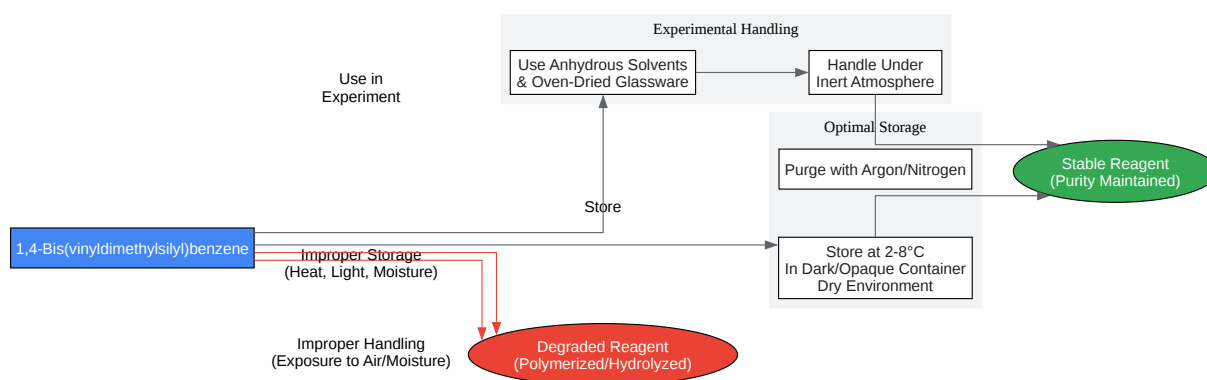 Experimental Handling
Use Anhydrous Solvents
& Oven-Dried Glassware
Handle Under
Inert Atmosphere
Use in
Experiment
Optimal Storage
Purge with Argon/Nitrogen
Stable Reagent
(Purity Maintained)
Store
1,4-Bis(vinyldimethylsilyl)benzene
Improper Storage
(Heat, Light, Moisture)
Store at 2-8°C
In Dark/Opaque Container
Dry Environment
Improper Handling
(Exposure to Air/Moisture)
Degraded Reagent
(Polymerized/Hydrolyzed)